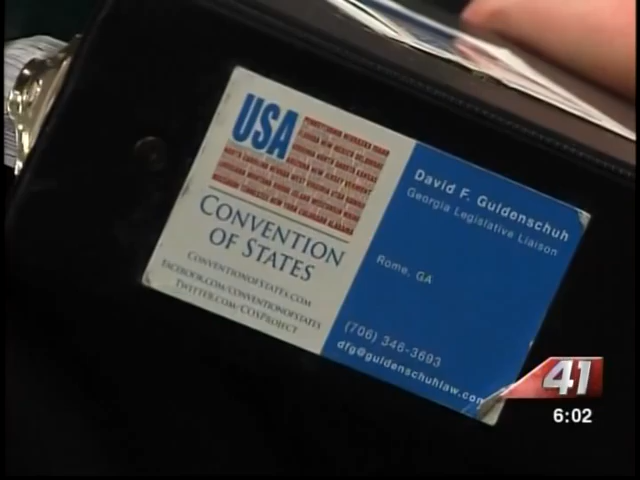 USA
CONVENTION
OF STATES
CONVENTIONOFSTATES.COM
FACEBOOK.COM/CONVENTIONOFSTATES
TWITTER.COM/COSPROJECT
David F. Guldenschuh
Georgia Legislative Liaison
Rome, GA
(706) 346-3693
dfg@guldenschuhlaw.com
41
6:02